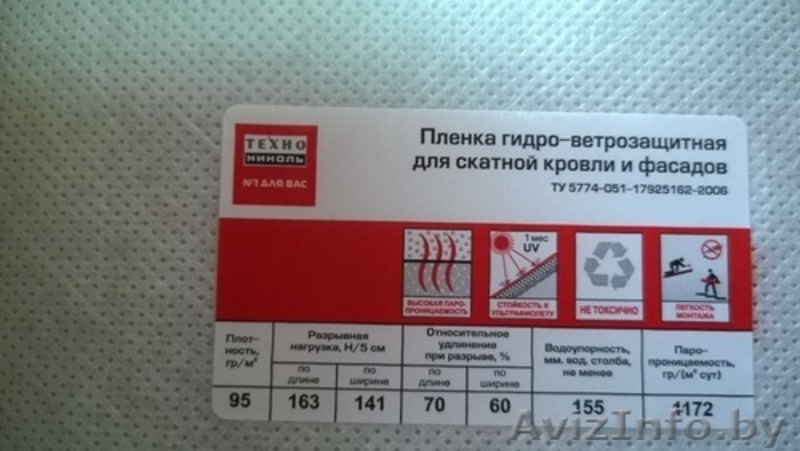 ТЕХНО
НИКОЛЬ
№1 ДЛЯ ВАС
Пленка гидро-ветрозащитная
для скатной кровли и фасадов
ТУ 5774-051-17925162-2006
1 мес
UV
ВЫСОКАЯ ПАРО-
ПРОНИЦАЕМОСТЬ
СТОЙКОСТЬ К
УЛЬТРАФИОЛЕТУ
НЕ ТОКСИЧНО
ЛЕГКОСТЬ
МОНТАЖА
Плот-
ность,
гр/м²
Разрывная
нагрузка, Н/5 см
по
длине
по
ширине
Относительное
удлинение
при разрыве, %
по
длине
по
ширине
Водоупорность,
мм. вод. столба,
не менее
Паро-
проницаемость,
гр/(м² сут)
95 163 141 70 60 155 1172
AvizInfo.by